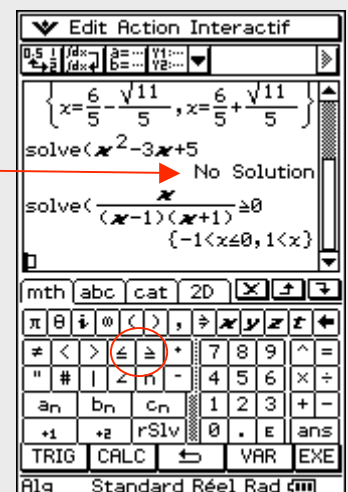 Edit Action Interactif
{x=6/5-√11/5, x=6/5+√11/5}
solve(x²-3x+5
No Solution
solve(x/((x-1)(x+1))≥0
{-1<x≤0,1<x}
mth abc cat 2D
π θ i ∞ ( ) , ⇒ x y z t
≠ < > ≤ ≥ 7 8 9 ^ =
" # | ∠ 4 5 6 × ÷
an bn cn 1 2 3 + -
+1 +2 rSlv 0 . E ans
TRIG CALC VAR EXE
Alg Standard Réel Rad